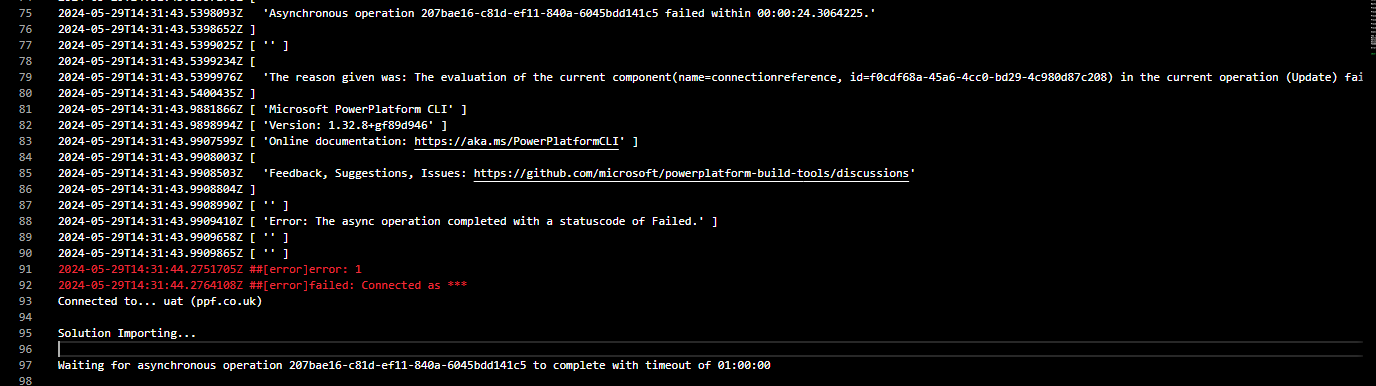 75 2024-05-29T14:31:43.5398093Z 'Asynchronous operation 207bae16-c81d-ef11-840a-6045bdd141c5 failed within 00:00:24.3064225.'
76 2024-05-29T14:31:43.5398652Z ]
77 2024-05-29T14:31:43.5399025Z [ '' ]
78 2024-05-29T14:31:43.5399234Z [
79 2024-05-29T14:31:43.5399976Z 'The reason given was: The evaluation of the current component(name=connectionreference, id=f0cdf68a-45a6-4cc0-bd29-4c980d87c208) in the current operation (Update) fai
80 2024-05-29T14:31:43.5400435Z ]
81 2024-05-29T14:31:43.9881866Z [ 'Microsoft PowerPlatform CLI' ]
82 2024-05-29T14:31:43.9898994Z [ 'Version: 1.32.8+gf89d946' ]
83 2024-05-29T14:31:43.9907599Z [ 'Online documentation: https://aka.ms/PowerPlatformCLI' ]
84 2024-05-29T14:31:43.9908003Z [
85 2024-05-29T14:31:43.9908503Z 'Feedback, Suggestions, Issues: https://github.com/microsoft/powerplatform-build-tools/discussions'
86 2024-05-29T14:31:43.9908804Z ]
87 2024-05-29T14:31:43.9908990Z [ '' ]
88 2024-05-29T14:31:43.9909410Z [ 'Error: The async operation completed with a statuscode of Failed.' ]
89 2024-05-29T14:31:43.9909658Z [ '' ]
90 2024-05-29T14:31:43.9909865Z [ '' ]
91 2024-05-29T14:31:44.2751705Z ##[error]error: 1
92 2024-05-29T14:31:44.2764108Z ##[error]failed: Connected as ***
93 Connected to... uat (ppf.co.uk)
94
95 Solution Importing...
96
97 Waiting for asynchronous operation 207bae16-c81d-ef11-840a-6045bdd141c5 to complete with timeout of 01:00:00
98